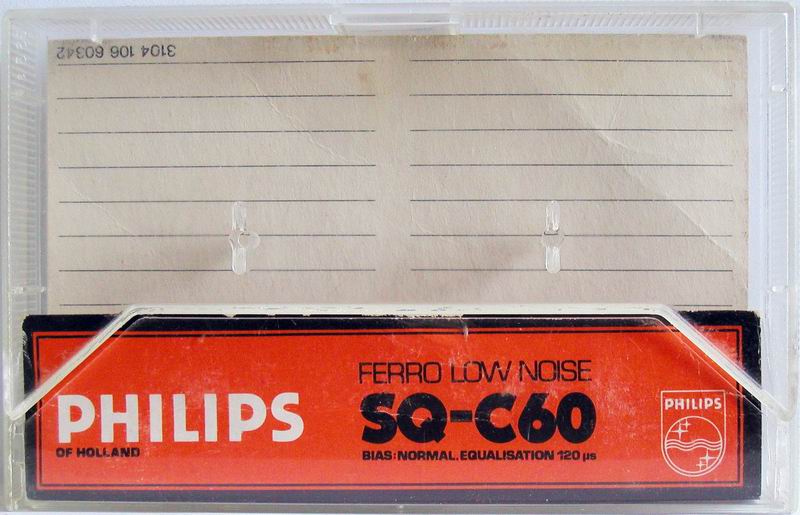 3104 106 60342
PHILIPS
OF HOLLAND
FERRO LOW NOISE
SQ-C60
BIAS:NORMAL.EQUALISATION 120 µs
PHILIPS